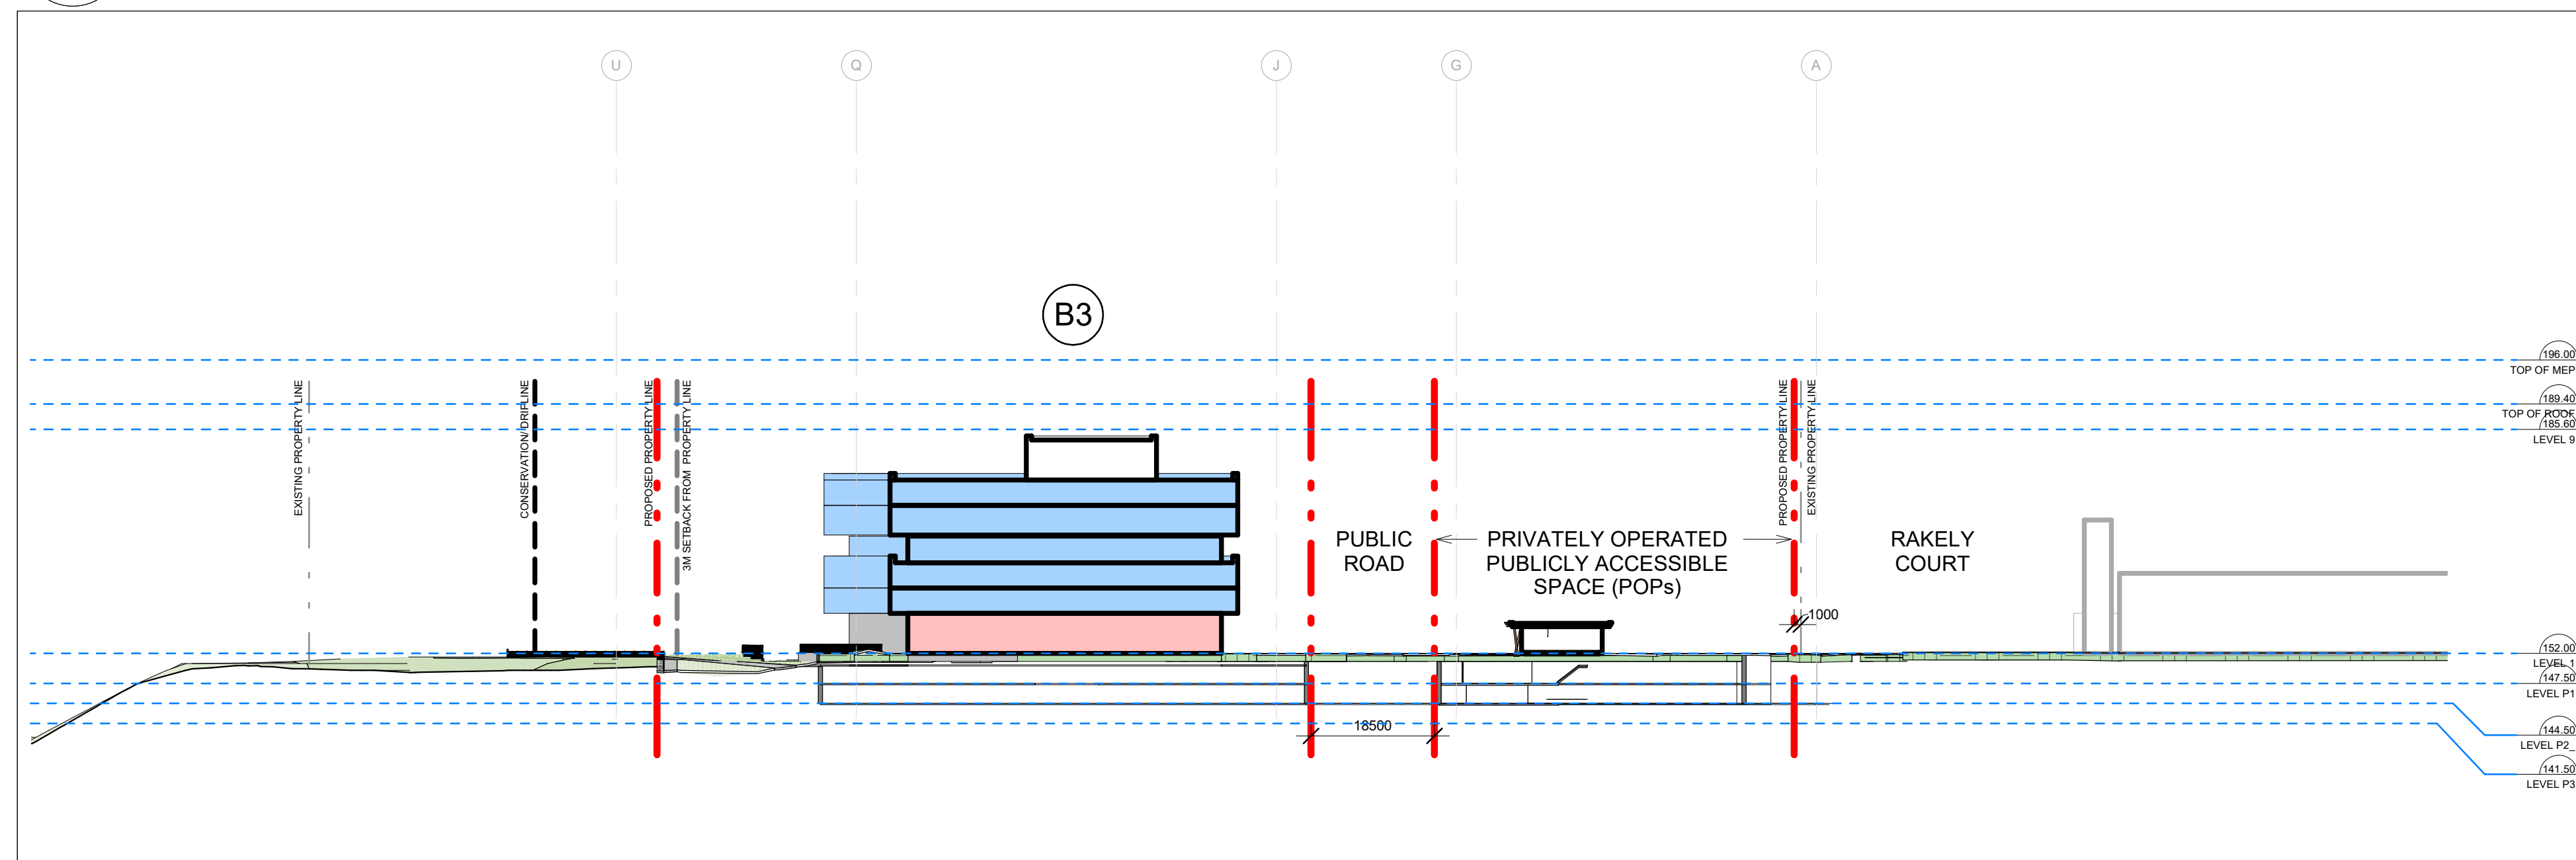 U
Q
J
G
A
B3
196.00
TOP OF MEP
189.40
TOP OF ROOF
185.60
LEVEL 9
EXISTING PROPERTY LINE
CONSERVATION/DRIPLINE
PROPOSED PROPERTY LINE
3M SETBACK FROM PROPERTY LINE
PROPOSED PROPERTY LINE
EXISTING PROPERTY LINE
PUBLIC
ROAD
PRIVATELY OPERATED
PUBLICLY ACCESSIBLE
SPACE (POPs)
RAKELY
COURT
1000
18500
152.00
LEVEL 1
147.50
LEVEL P1
144.50
LEVEL P2_
141.50
LEVEL P3